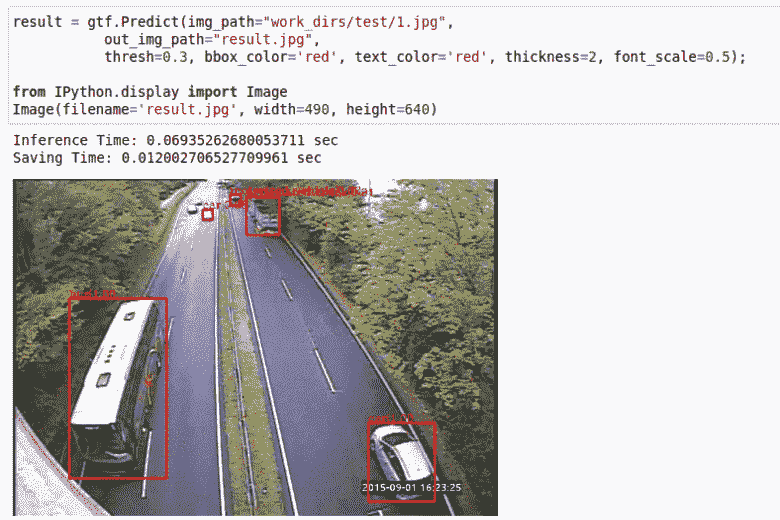 result = gtf.Predict(img_path="work_dirs/test/1.jpg",
out_img_path="result.jpg",
thresh=0.3, bbox_color='red', text_color='red', thickness=2, font_scale=0.5);
from IPython.display import Image
Image(filename='result.jpg', width=490, height=640)
Inference Time: 0.06935262680053711 sec
Saving Time: 0.012002706527709961 sec
2015-09-01 16:23:25